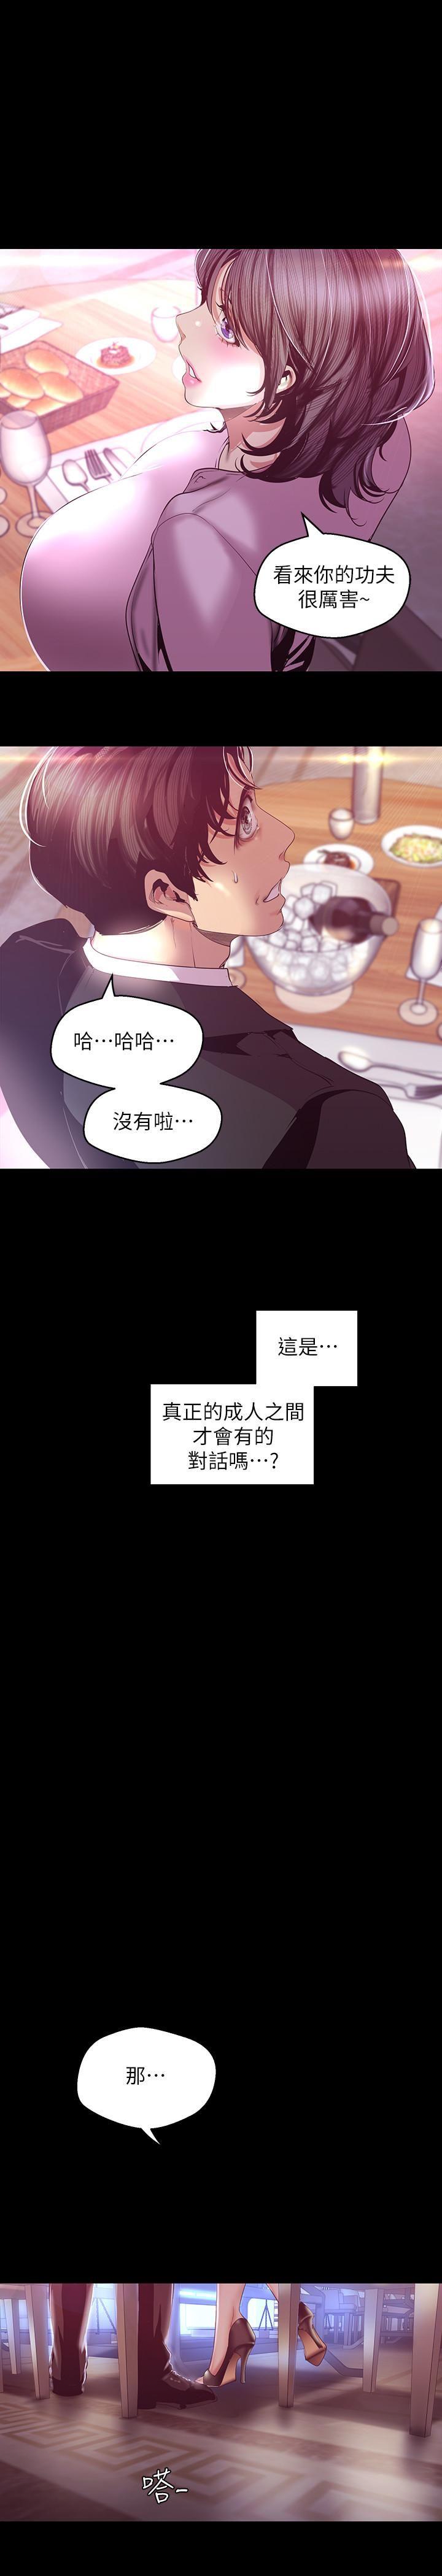 看來你的功夫
很厲害~
哈⋯哈哈⋯
沒有啦⋯
這是⋯
真正的成人之間
才會有的
對話嗎⋯?
那⋯
嗒-